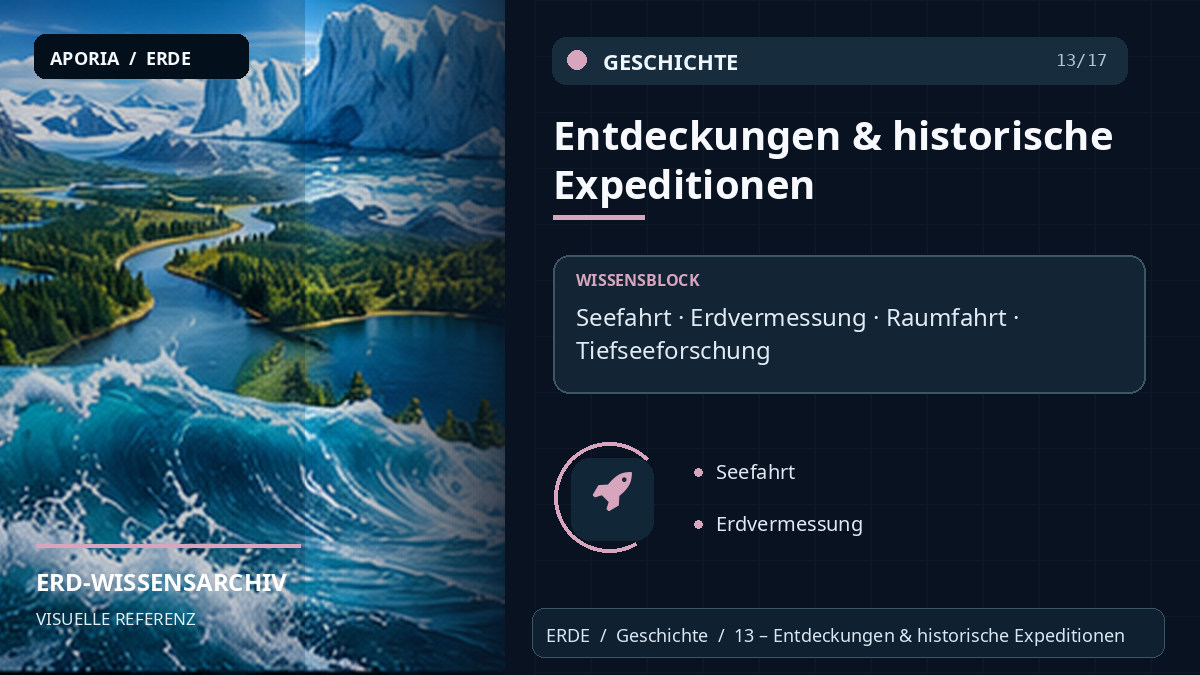 APORIA / ERDE
ERD-WISSENSARCHIV
VISUELLE REFERENZ
GESCHICHTE
13/17
Entdeckungen & historische
Expeditionen
WISSENSBLOCK
Seefahrt · Erdvermessung · Raumfahrt ·
Tiefseeforschung
Seefahrt
Erdvermessung
ERDE / Geschichte / 13 – Entdeckungen & historische Expeditionen